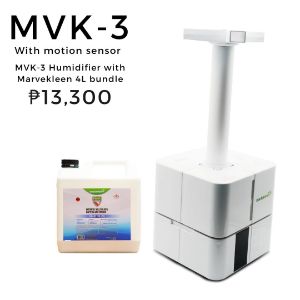 MVK-3
With motion sensor
MVK-3 Humidifier with
Marvekleen 4L bundle
₱13,300